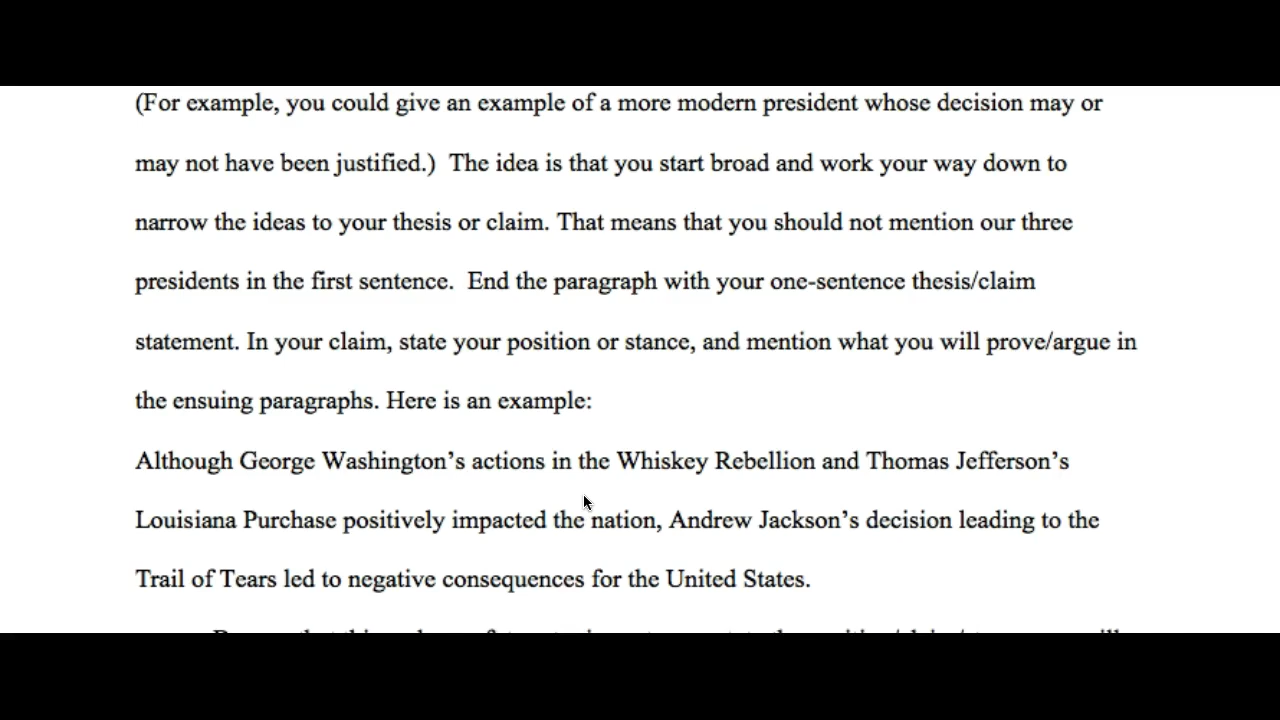 (For example, you could give an example of a more modern president whose decision may or
may not have been justified.)  The idea is that you start broad and work your way down to
narrow the ideas to your thesis or claim. That means that you should not mention our three
presidents in the first sentence.  End the paragraph with your one-sentence thesis/claim
statement. In your claim, state your position or stance, and mention what you will prove/argue in
the ensuing paragraphs. Here is an example:
Although George Washington’s actions in the Whiskey Rebellion and Thomas Jefferson’s
Louisiana Purchase positively impacted the nation, Andrew Jackson’s decision leading to the
Trail of Tears led to negative consequences for the United States.